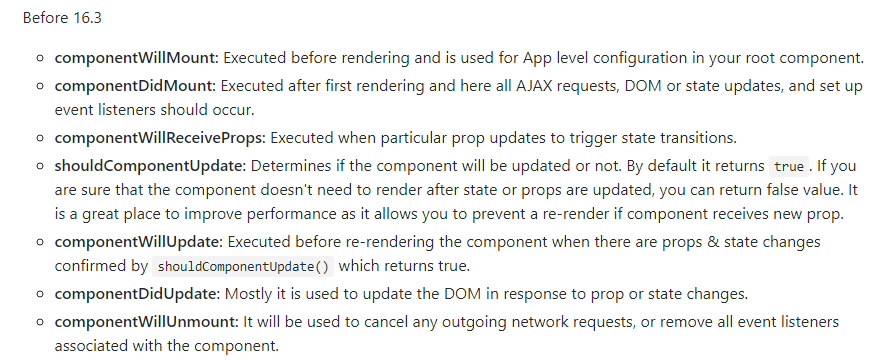 Before 16.3
componentWillMount: Executed before rendering and is used for App level configuration in your root component.
componentDidMount: Executed after first rendering and here all AJAX requests, DOM or state updates, and set up
event listeners should occur.
componentWillReceiveProps: Executed when particular prop updates to trigger state transitions.
shouldComponentUpdate: Determines if the component will be updated or not. By default it returns true . If you
are sure that the component doesn't need to render after state or props are updated, you can return false value. It
is a great place to improve performance as it allows you to prevent a re-render if component receives new prop.
componentWillUpdate: Executed before re-rendering the component when there are props & state changes
confirmed by shouldComponentUpdate() which returns true.
componentDidUpdate: Mostly it is used to update the DOM in response to prop or state changes.
componentWillUnmount: It will be used to cancel any outgoing network requests, or remove all event listeners
associated with the component.